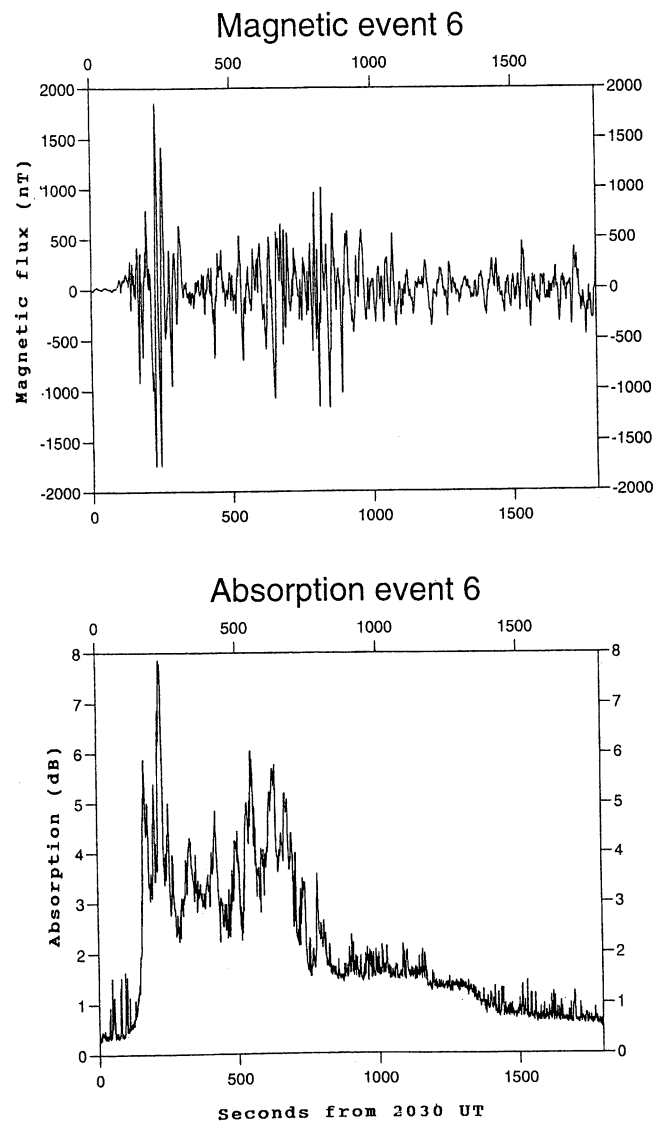 Magnetic event 6
0 500 1000 1500
2000 2000
1500 1500
1000 1000
500 500
0 0
-500 -500
-1000 -1000
-1500 -1500
-2000 -2000
Magnetic flux (nT)
0 500 1000 1500
Absorption event 6
0 500 1000 1500
8 8
7 7
6 6
5 5
4 4
3 3
2 2
1 1
0 0
Absorption (dB)
0 500 1000 1500
Seconds from 2030 UT